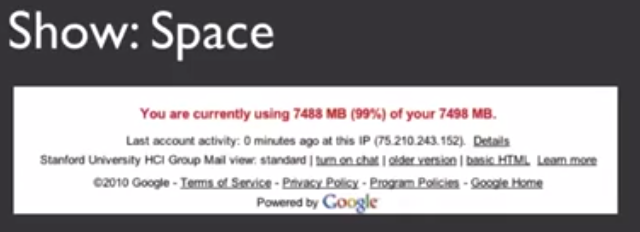 Show: Space
You are currently using 7488 MB (99%) of your 7498 MB.
Last account activity: 0 minutes ago at this IP (75.210.243.152). Details
Stanford University HCI Group Mail view: standard | turn on chat | older version | basic HTML Learn more
©2010 Google - Terms of Service - Privacy Policy - Program Policies - Google Home
Powered by Google